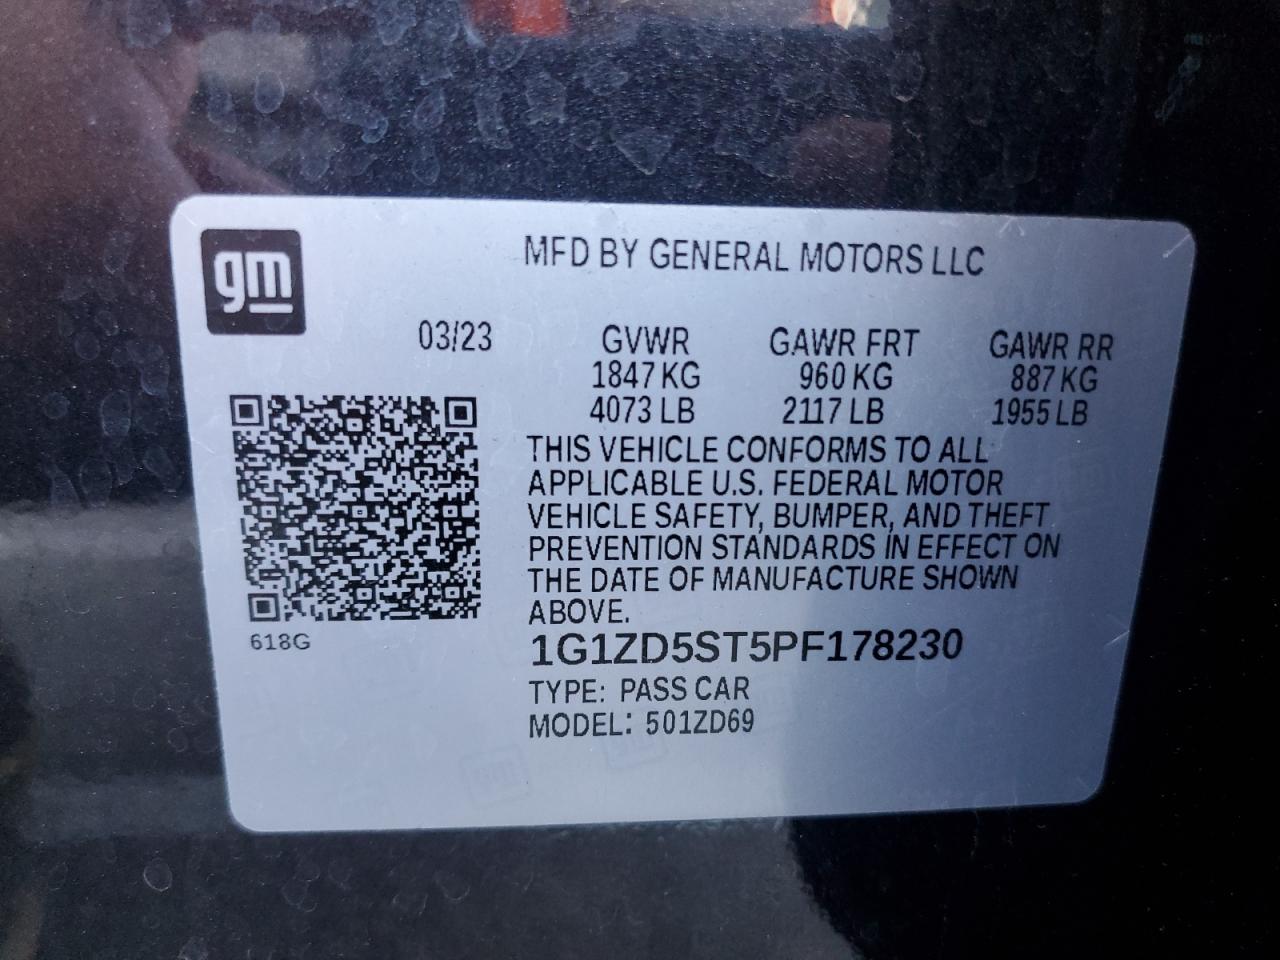 gm
MFD BY GENERAL MOTORS LLC
03/23 GVWR GAWR FRT GAWR RR
1847 KG 960 KG 887 KG
4073 LB 2117 LB 1955 LB
THIS VEHICLE CONFORMS TO ALL
APPLICABLE U.S. FEDERAL MOTOR
VEHICLE SAFETY, BUMPER, AND THEFT
PREVENTION STANDARDS IN EFFECT ON
THE DATE OF MANUFACTURE SHOWN
ABOVE.
618G
1G1ZD5ST5PF178230
TYPE: PASS CAR
MODEL: 501ZD69